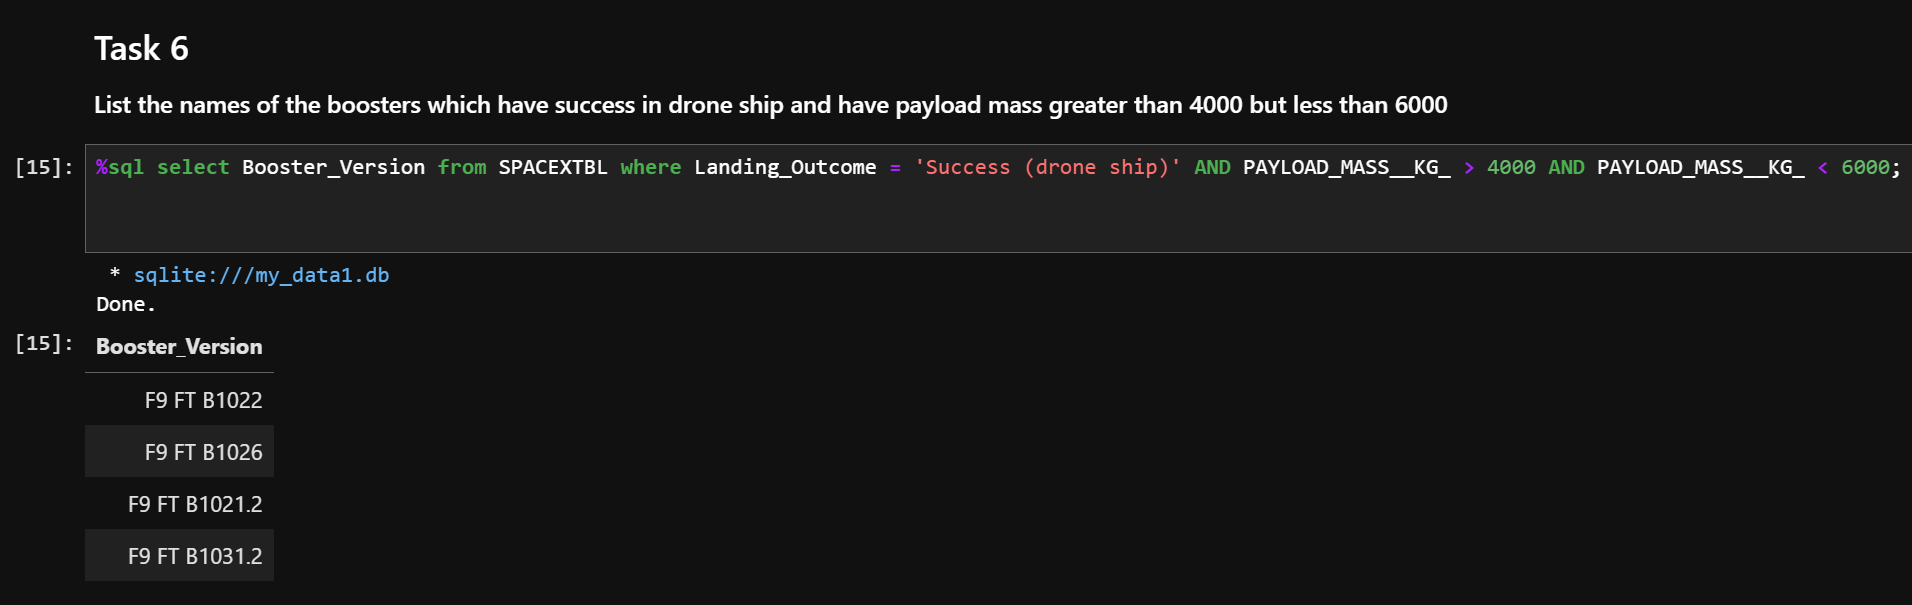 Task 6
List the names of the boosters which have success in drone ship and have payload mass greater than 4000 but less than 6000
[15]: %sql select Booster_Version from SPACEXTBL where Landing_Outcome = 'Success (drone ship)' AND PAYLOAD_MASS__KG_ > 4000 AND PAYLOAD_MASS__KG_ < 6000;
* sqlite:///my_data1.db
Done.
[15]: Booster_Version
F9 FT B1022
F9 FT B1026
F9 FT B1021.2
F9 FT B1031.2